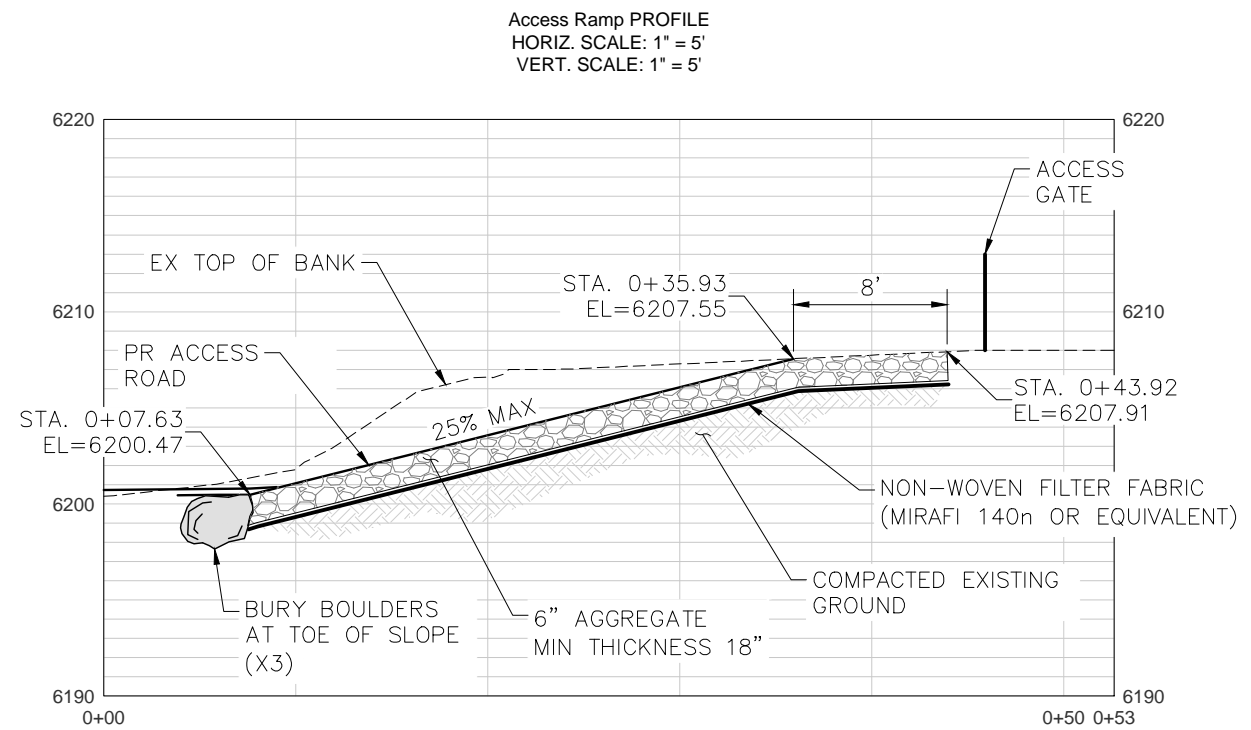 Access Ramp PROFILE
HORIZ. SCALE: 1" = 5'
VERT. SCALE: 1" = 5'
6220
6220
ACCESS
GATE
EX TOP OF BANK
STA. 0+35.93
EL=6207.55
8'
6210
6210
PR ACCESS
ROAD
STA. 0+43.92
EL=6207.91
STA. 0+07.63
EL=6200.47
25% MAX
6200
6200
NON-WOVEN FILTER FABRIC
(MIRAFI 140n OR EQUIVALENT)
COMPACTED EXISTING
GROUND
BURY BOULDERS
AT TOE OF SLOPE
(X3)
6" AGGREGATE
MIN THICKNESS 18"
6190
6190
0+00
0+50 0+53